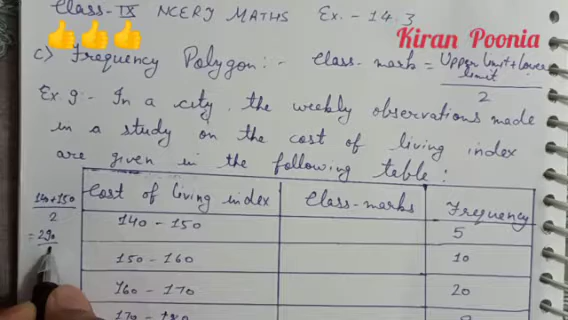 Class-IX NCERT MATHS Ex.-14.3
Kiran Poonia
c) Frequency Polygon:- Class-mark = Upper limit + lower limit
2
Ex 9:- In a city, the weekly observations made
in a study on the cost of living index
are given in the following table:
Cost of living index Class-marks Frequency
140+150
2
140 - 150 5
= 290
150 - 160 10
160 - 170 20
170 - 180